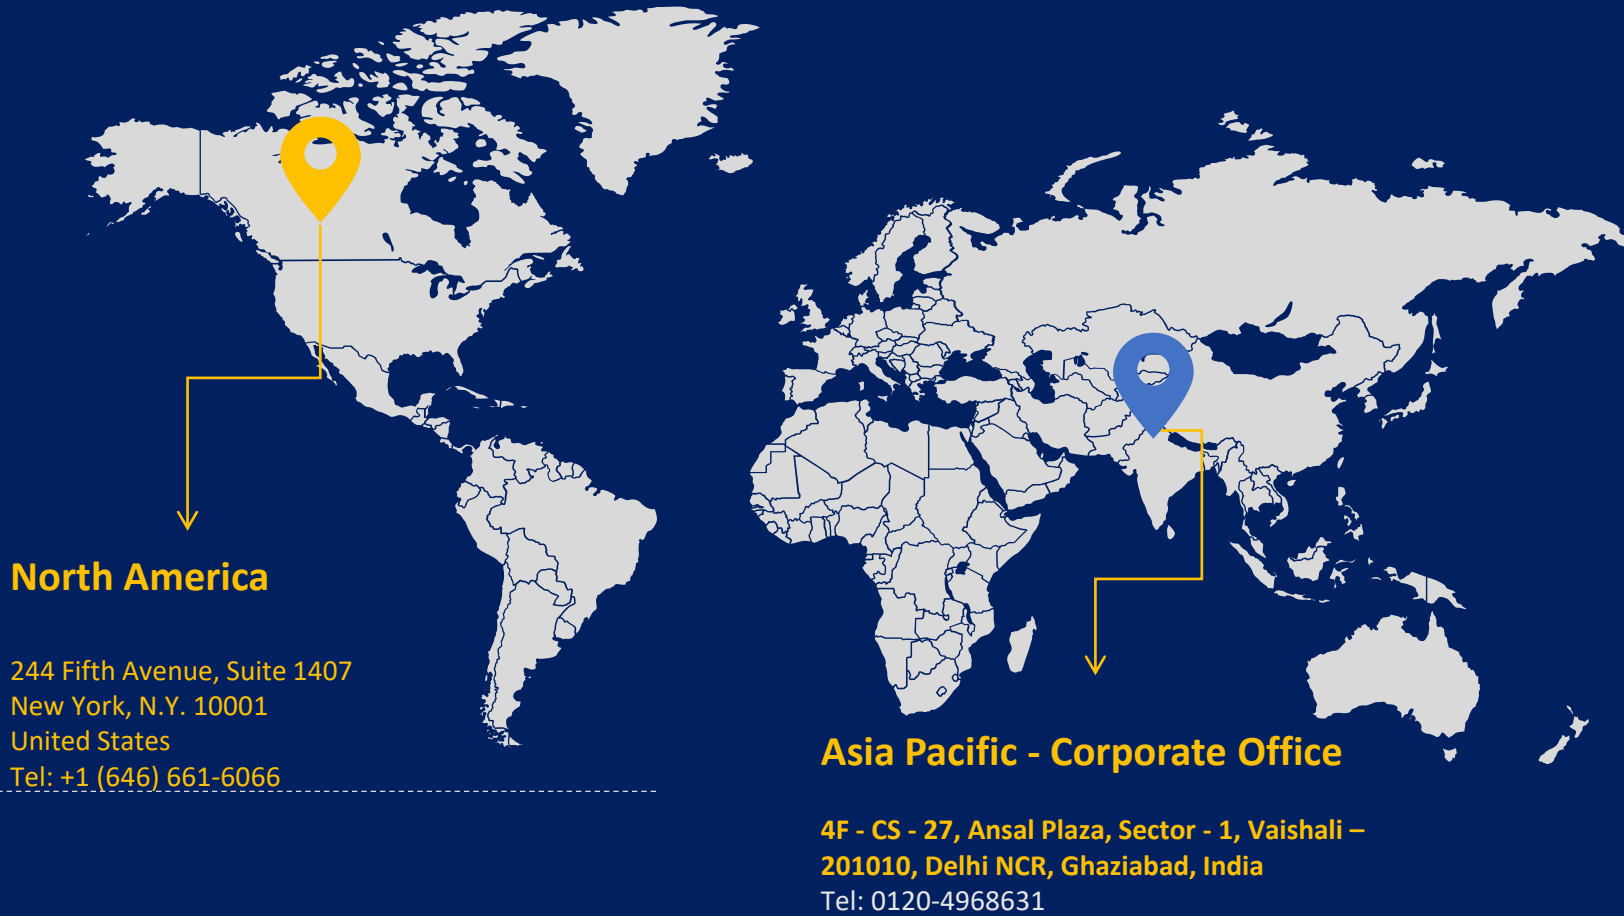 North America
244 Fifth Avenue, Suite 1407
New York, N.Y. 10001
United States
Tel: +1 (646) 661-6066
Asia Pacific - Corporate Office
4F - CS - 27, Ansal Plaza, Sector - 1, Vaishali –
201010, Delhi NCR, Ghaziabad, India
Tel: 0120-4968631